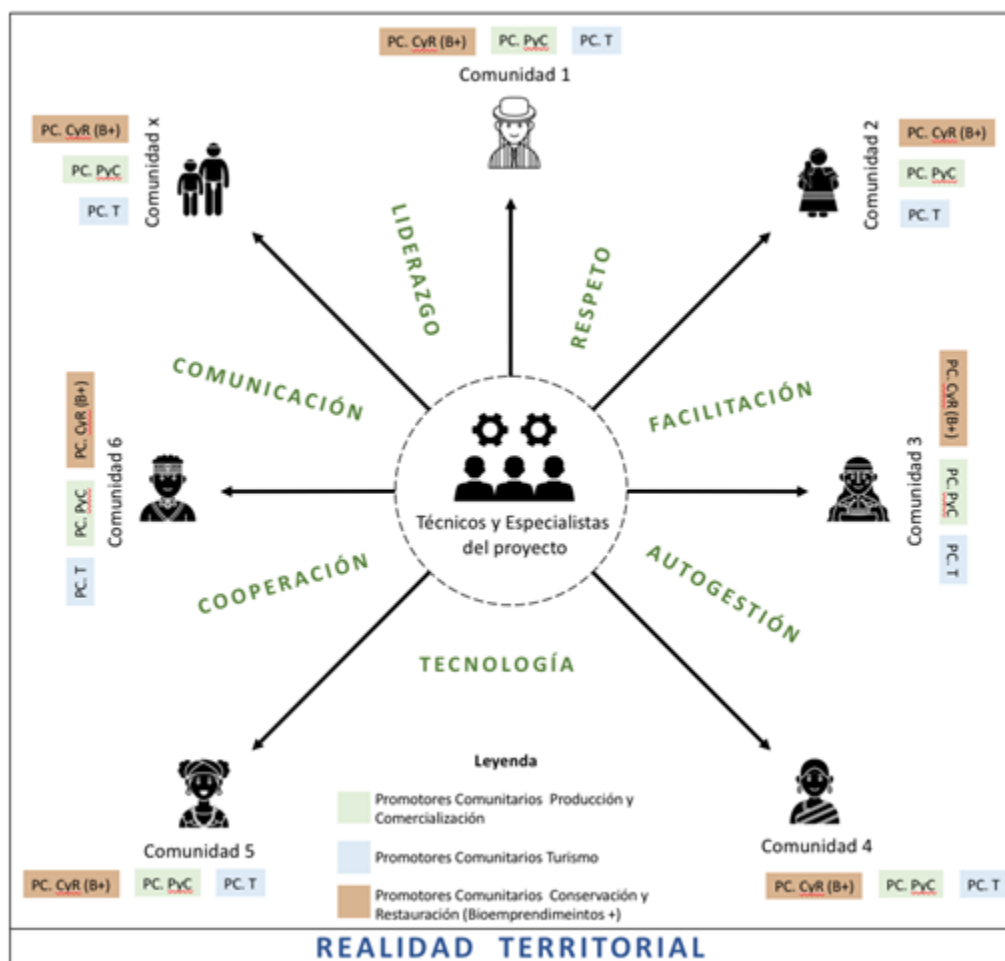 PC. CyR (B+) PC. PyC PC. T
Comunidad 1
PC. CyR (B+)
PC. PyC
PC. T
Comunidad x
PC. CyR (B+)
PC. PyC
PC. T
Comunidad 2
LIDERAZGO
RESPETO
COMUNICACIÓN
FACILITACIÓN
PC. CyR (B+)
PC. PyC
PC. T
Comunidad 6
PC. CyR (B+)
PC. PyC
PC. T
Comunidad 3
Técnicos y Especialistas
del proyecto
COOPERACIÓN
AUTOGESTIÓN
TECNOLOGÍA
Comunidad 5
PC. CyR (B+) PC. PyC PC. T
Comunidad 4
PC. CyR (B+) PC. PyC PC. T
Leyenda
Promotores Comunitarios Producción y
Comercialización
Promotores Comunitarios Turismo
Promotores Comunitarios Conservación y
Restauración (Bioemprendimeintos +)
REALIDAD TERRITORIAL